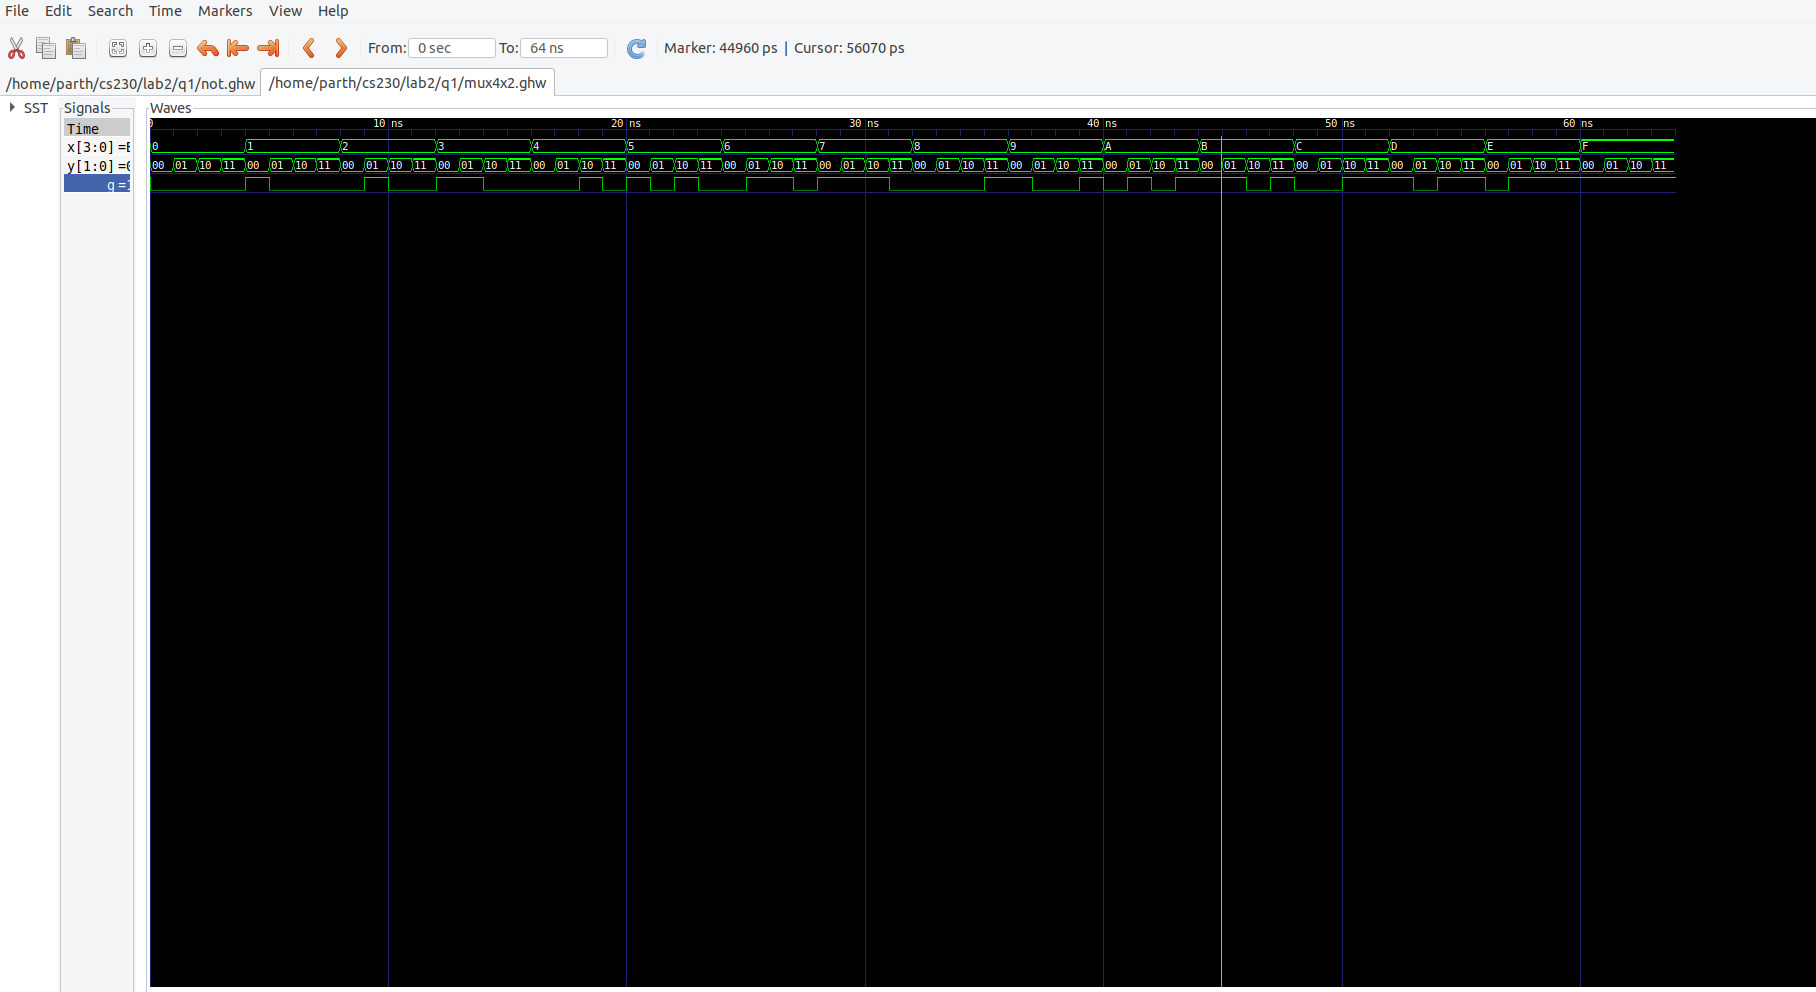 File Edit Search Time Markers View Help
From: 0 sec To: 64 ns Marker: 44960 ps | Cursor: 56070 ps
/home/parth/cs230/lab2/q1/not.ghw /home/parth/cs230/lab2/q1/mux4x2.ghw
SST Signals Waves
Time 0 10 ns 20 ns 30 ns 40 ns 50 ns 60 ns
x[3:0] = 0 1 2 3 4 5 6 7 8 9 A B C D E F
y[1:0] = 00 01 10 11 00 01 10 11 00 01 10 11 00 01 10 11 00 01 10 11 00 01 10 11 00 01 10 11 00 01 10 11 00 01 10 11 00 01 10 11 00 01 10 11 00 01 10 11 00 01 10 11 00 01 10 11 00 01 10 11 00 01 10 11
g =